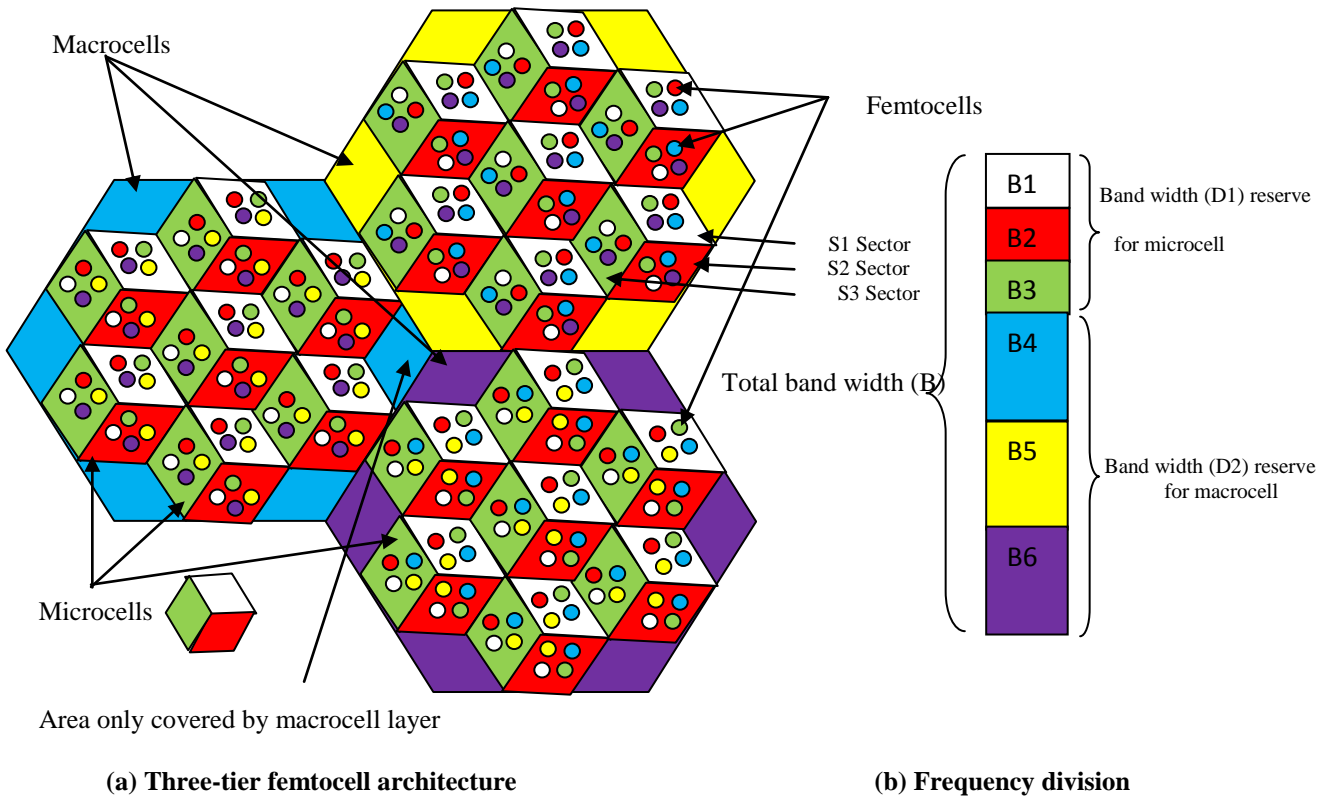 Macrocells
Femtocells
S1 Sector
S2 Sector
S3 Sector
Microcells
Area only covered by macrocell layer
(a) Three-tier femtocell architecture
Total band width (B)
B1
B2
B3
B4
B5
B6
Band width (D1) reserve
for microcell
Band width (D2) reserve
for macrocell
(b) Frequency division